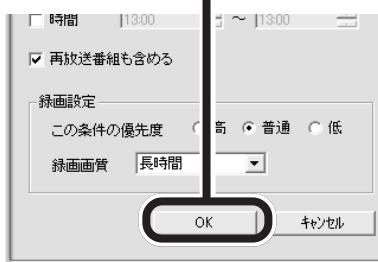 時間 13:00 ～ 13:00
再放送番組も含める
録画設定
この条件の優先度 高 普通 低
録画画質 長時間
OK キャンセル